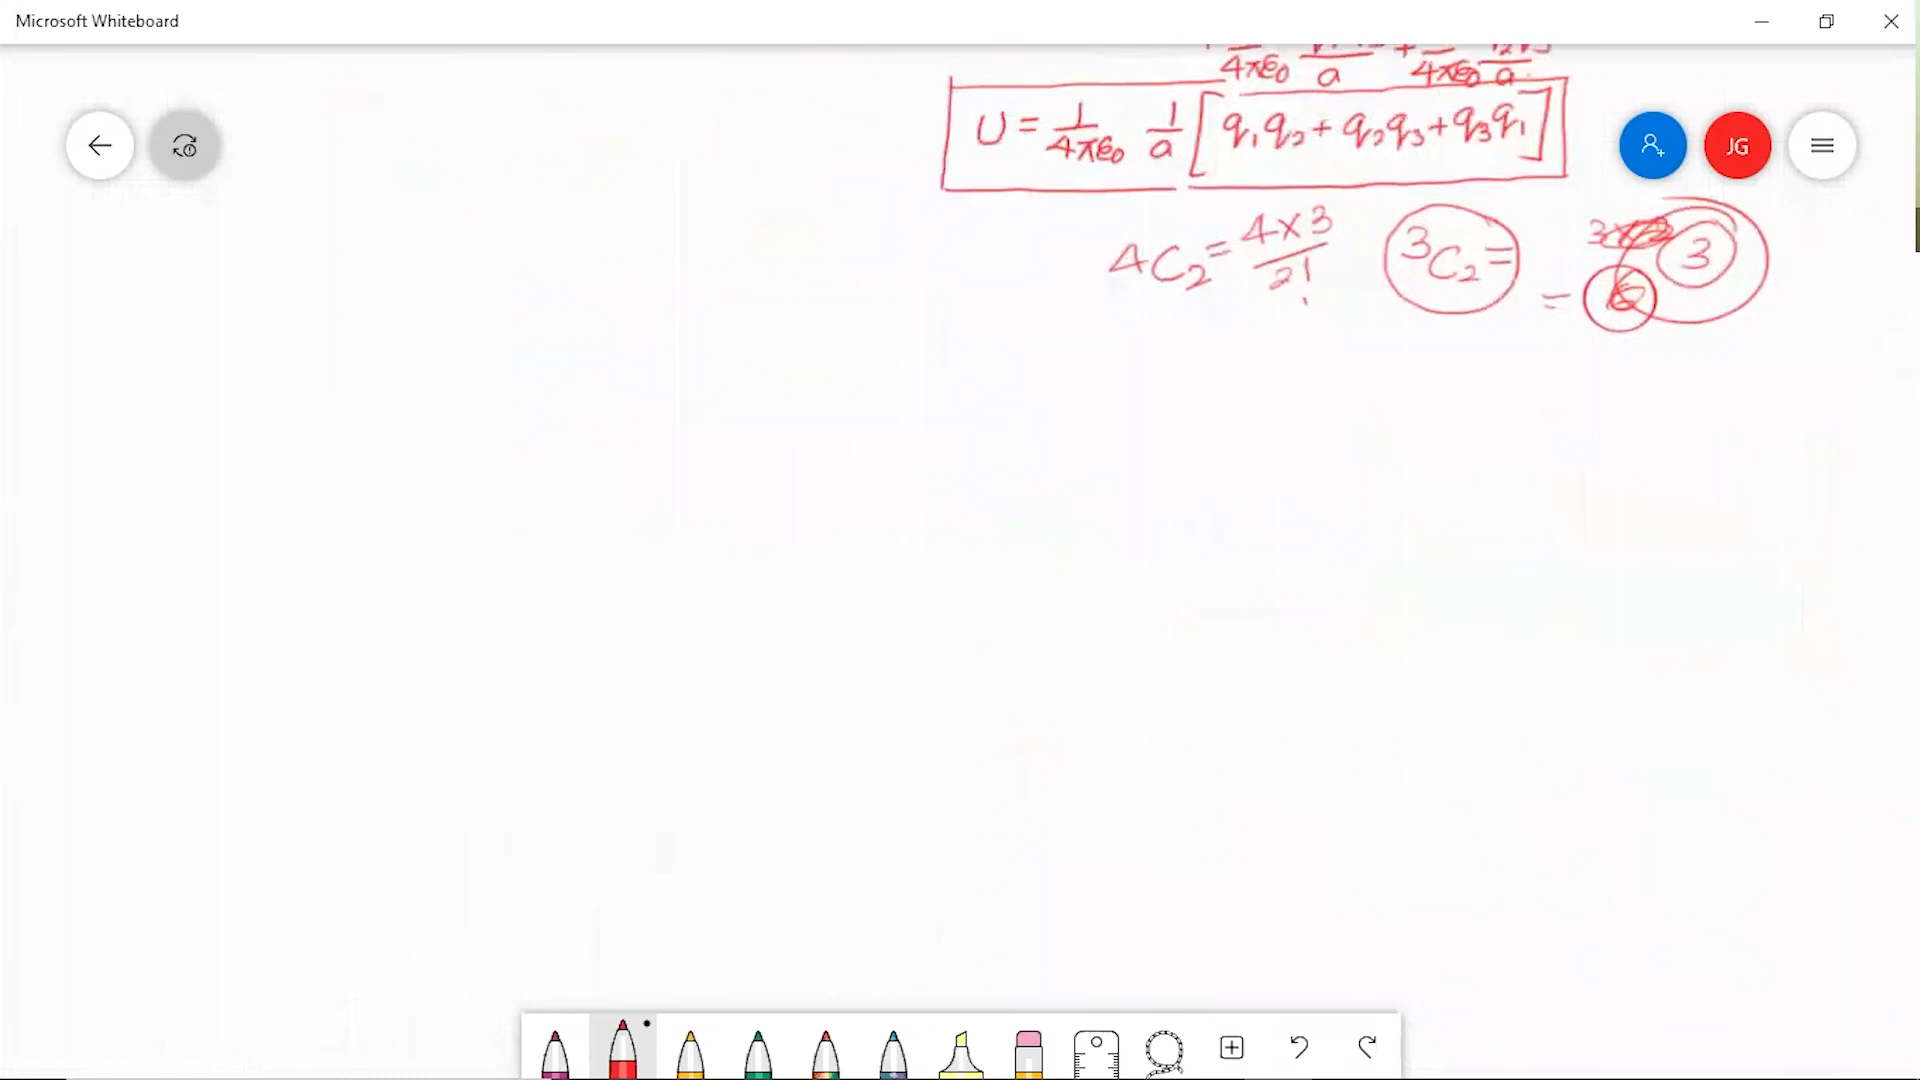 Microsoft Whiteboard
4πε₀ a + 4πε₀ a
U = 1/4πε₀ 1/a [q₁q₂ + q₂q₃ + q₃q₁]
JG
4C₂ = 4×3/2! ³C₂ = 3
= 6